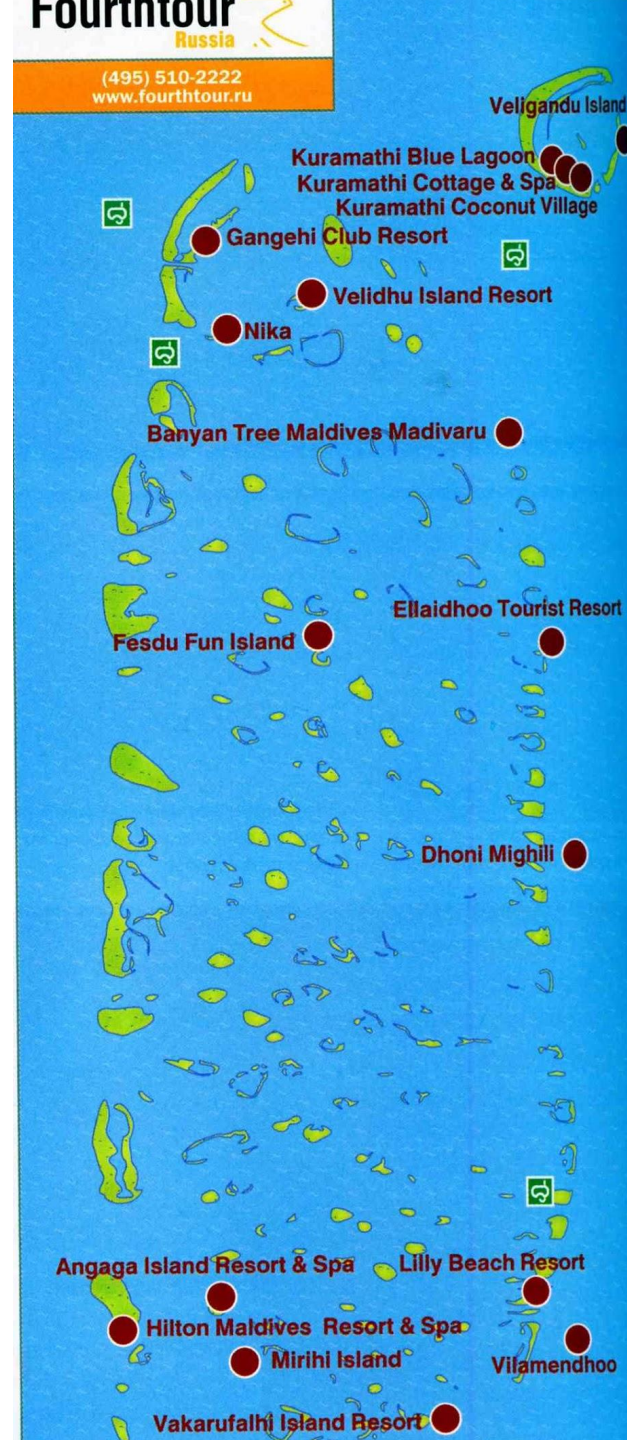 Fourthtour
Russia
(495) 510-2222
www.fourthtour.ru
Veligandu Island
Kuramathi Blue Lagoon
Kuramathi Cottage & Spa
Kuramathi Coconut Village
Gangehi Club Resort
Velidhu Island Resort
Nika
Banyan Tree Maldives Madivaru
Ellaidhoo Tourist Resort
Fesdu Fun Island
Dhoni Mighili
Angaga Island Resort & Spa
Lilly Beach Resort
Hilton Maldives Resort & Spa
Mirihi Island
Vilamendhoo
Vakarufalhi Island Resort